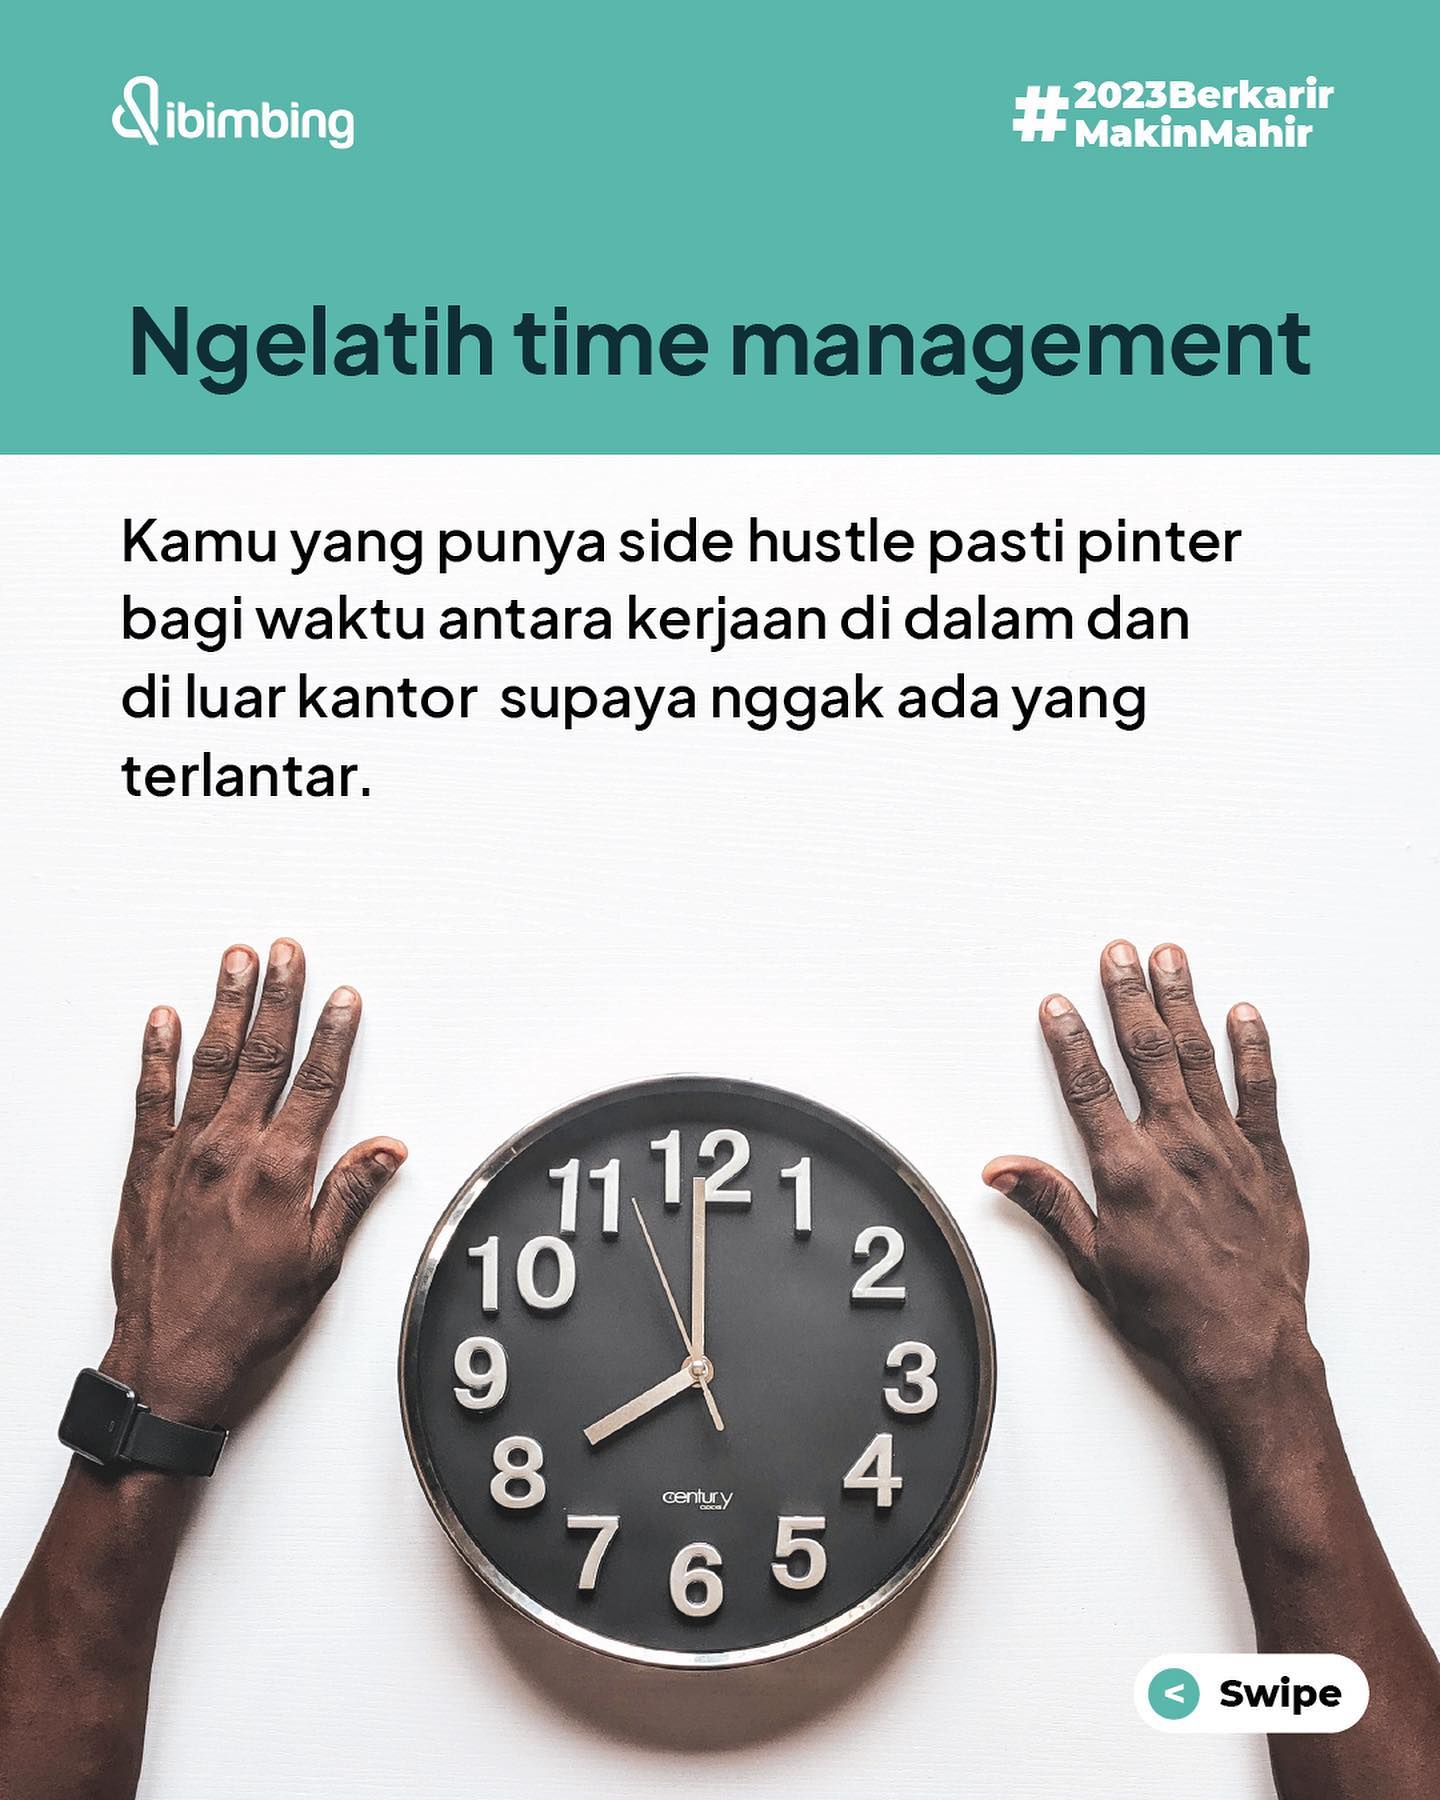 ibimbing
#2023Berkarir
MakinMahir
Ngelatih time management
Kamu yang punya side hustle pasti pinter
bagi waktu antara kerjaan di dalam dan
di luar kantor supaya nggak ada yang
terlantar.
12
11
1
10
2
9
3
8
4
century
7
5
6
< Swipe